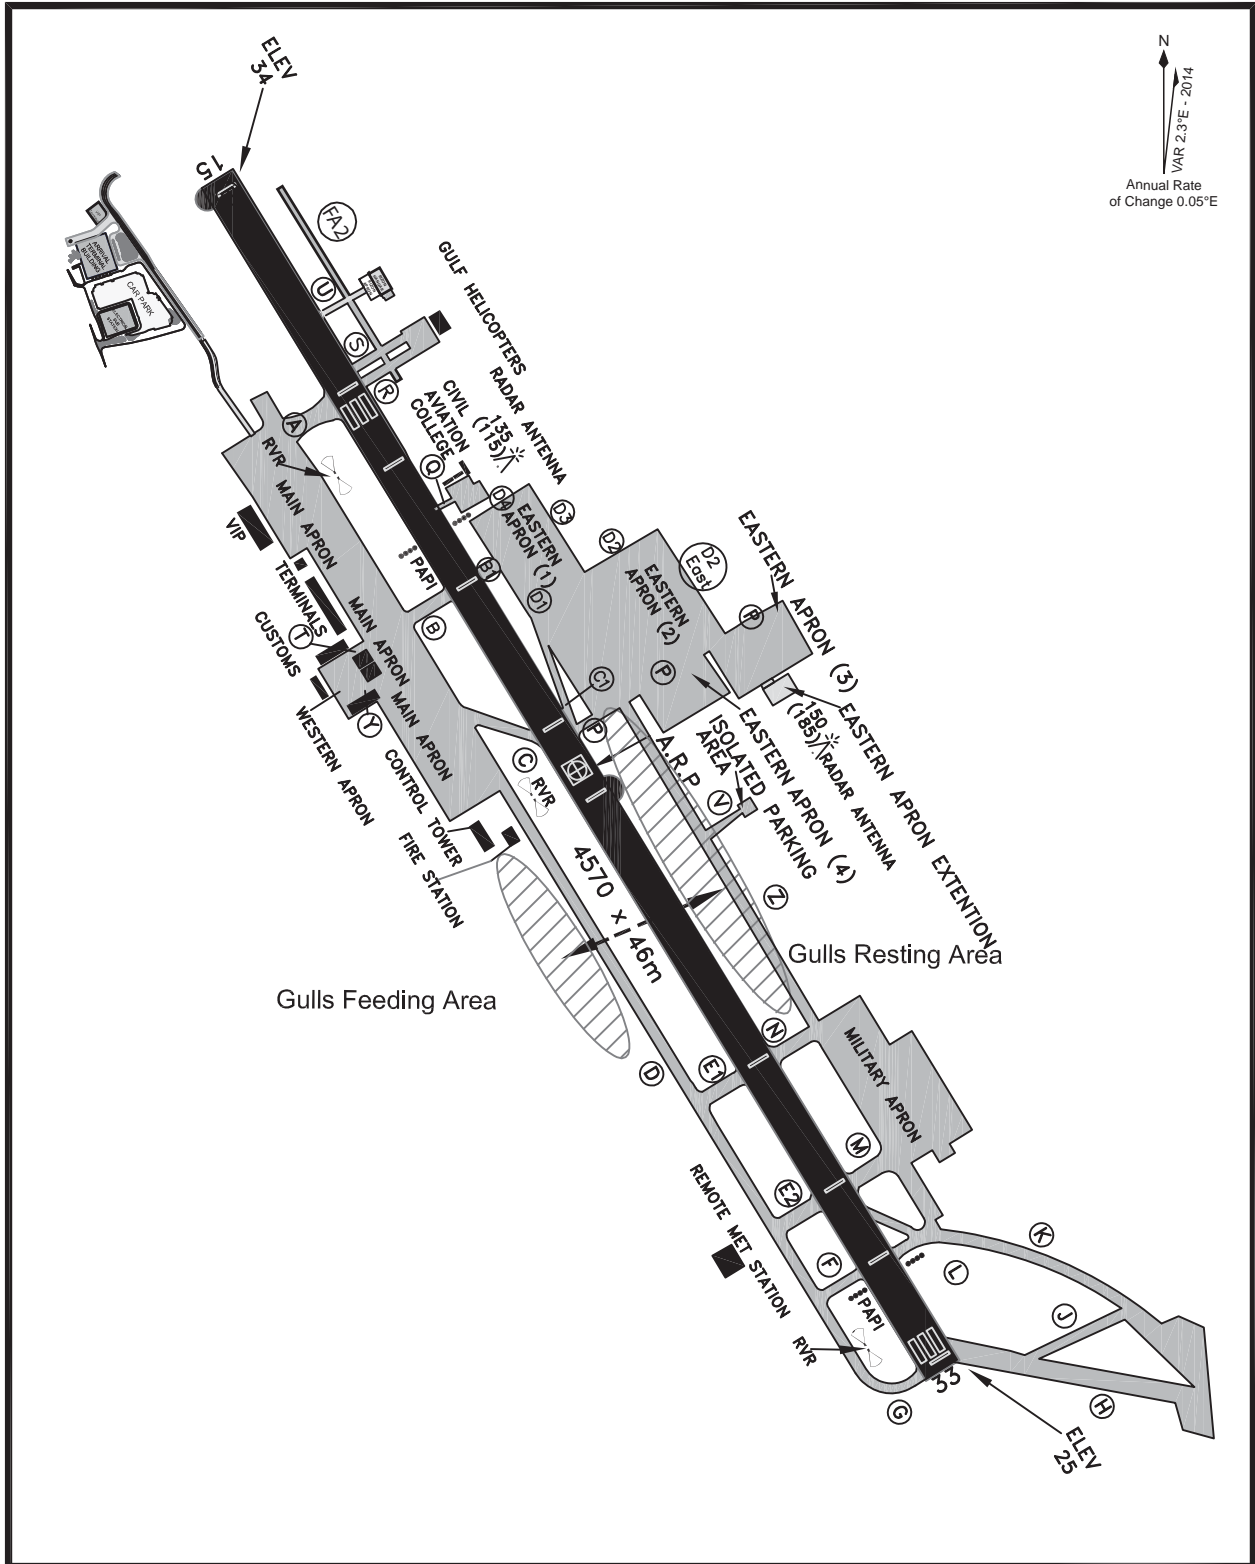 N
VAR 2.3°E - 2014
Annual Rate
of Change 0.05°E
ELEV
34
15
ARRIVAL
TERMINAL
BUILDING
CAR PARK
FA2
U
S
R
GULF HELICOPTERS
RADAR ANTENNA
135
(115)
CIVIL
AVIATION
COLLEGE
Q
A
RVR
MAIN APRON
VIP
PAPI
D4
EASTERN
APRON (1)
D3
D2
D2
East
EASTERN
APRON (2)
D1
B1
B
P
EASTERN APRON (3)
TERMINALS
MAIN APRON
CUSTOMS
T
MAIN APRON
Y
WESTERN APRON
CONTROL TOWER
FIRE STATION
C1
P
P
C
RVR
A.R.P
ISOLATED PARKING
AREA
V
EASTERN APRON (4)
150
(185)
RADAR ANTENNA
EASTERN APRON EXTENTION
Z
4570 x 46m
Gulls Resting Area
Gulls Feeding Area
D
E1
N
MILITARY APRON
M
E2
REMOTE MET STATION
F
PAPI
RVR
K
L
J
33
G
H
ELEV
25